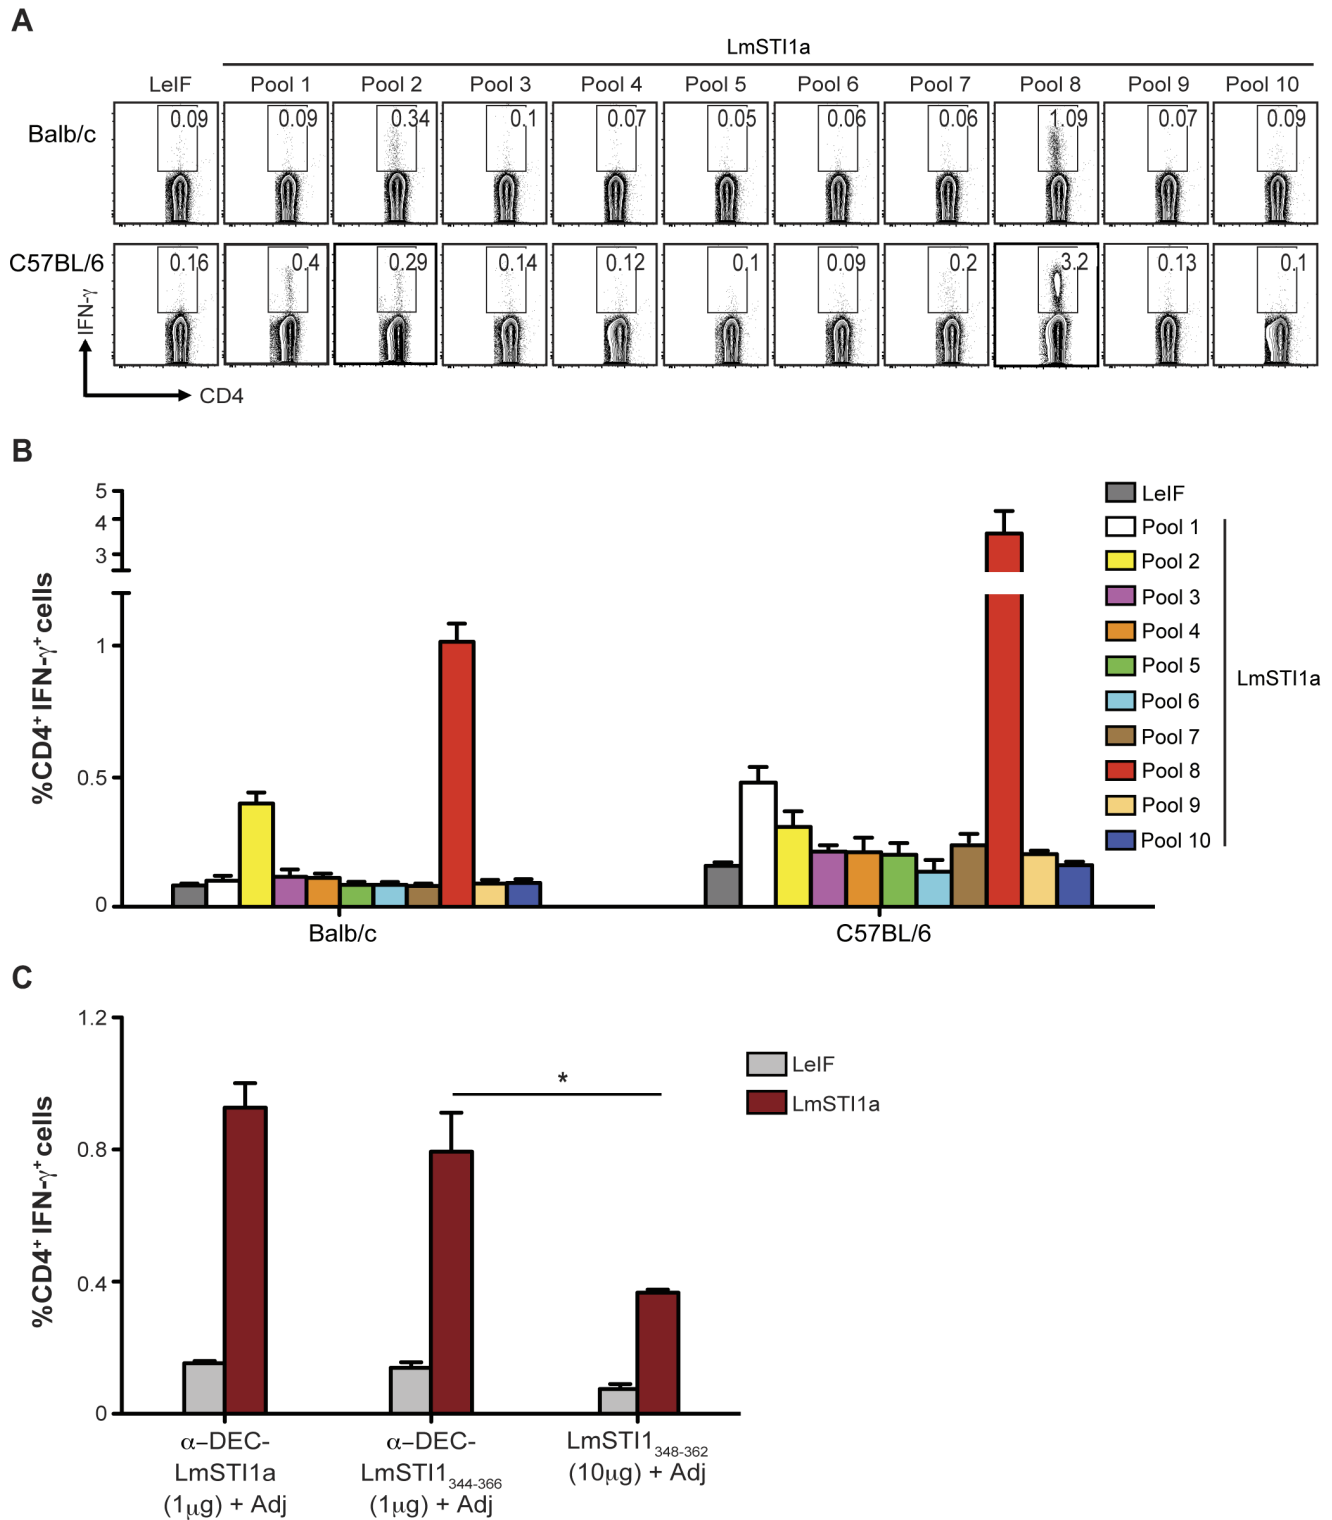 A
LmSTI1a
LeIF Pool 1 Pool 2 Pool 3 Pool 4 Pool 5 Pool 6 Pool 7 Pool 8 Pool 9 Pool 10
Balb/c 0.09 0.09 0.34 0.1 0.07 0.05 0.06 0.06 1.09 0.07 0.09
C57BL/6 0.16 0.4 0.29 0.14 0.12 0.1 0.09 0.2 3.2 0.13 0.1
IFN-γ
CD4
B
%CD4⁺ IFN-γ⁺ cells
5
4
3
1
0.5
0
Balb/c C57BL/6
LeIF
Pool 1
Pool 2
Pool 3
Pool 4
Pool 5
Pool 6
Pool 7
Pool 8
Pool 9
Pool 10
LmSTI1a
C
%CD4⁺ IFN-γ⁺ cells
1.2
0.8
0.4
0
*
LeIF
LmSTI1a
α–DEC-
LmSTI1a
(1μg) + Adj
α–DEC-
LmSTI1₃₄₄₋₃₆₆
(1μg) + Adj
LmSTI1₃₄₈₋₃₆₂
(10μg) + Adj